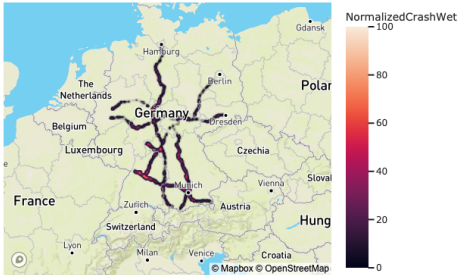 NormalizedCrashWet
100
80
60
40
20
0
Gdansk
Hamburg
Berlin
The
Netherlands
Polar
Germany
Dresden
Belgium
Luxembourg
Czechia
Sloval
Munich
Vienna
France
Zurich
Austria
Switzerland
Hung
Lyon
Milan
Venice
Croatia
© Mapbox © OpenStreetMap